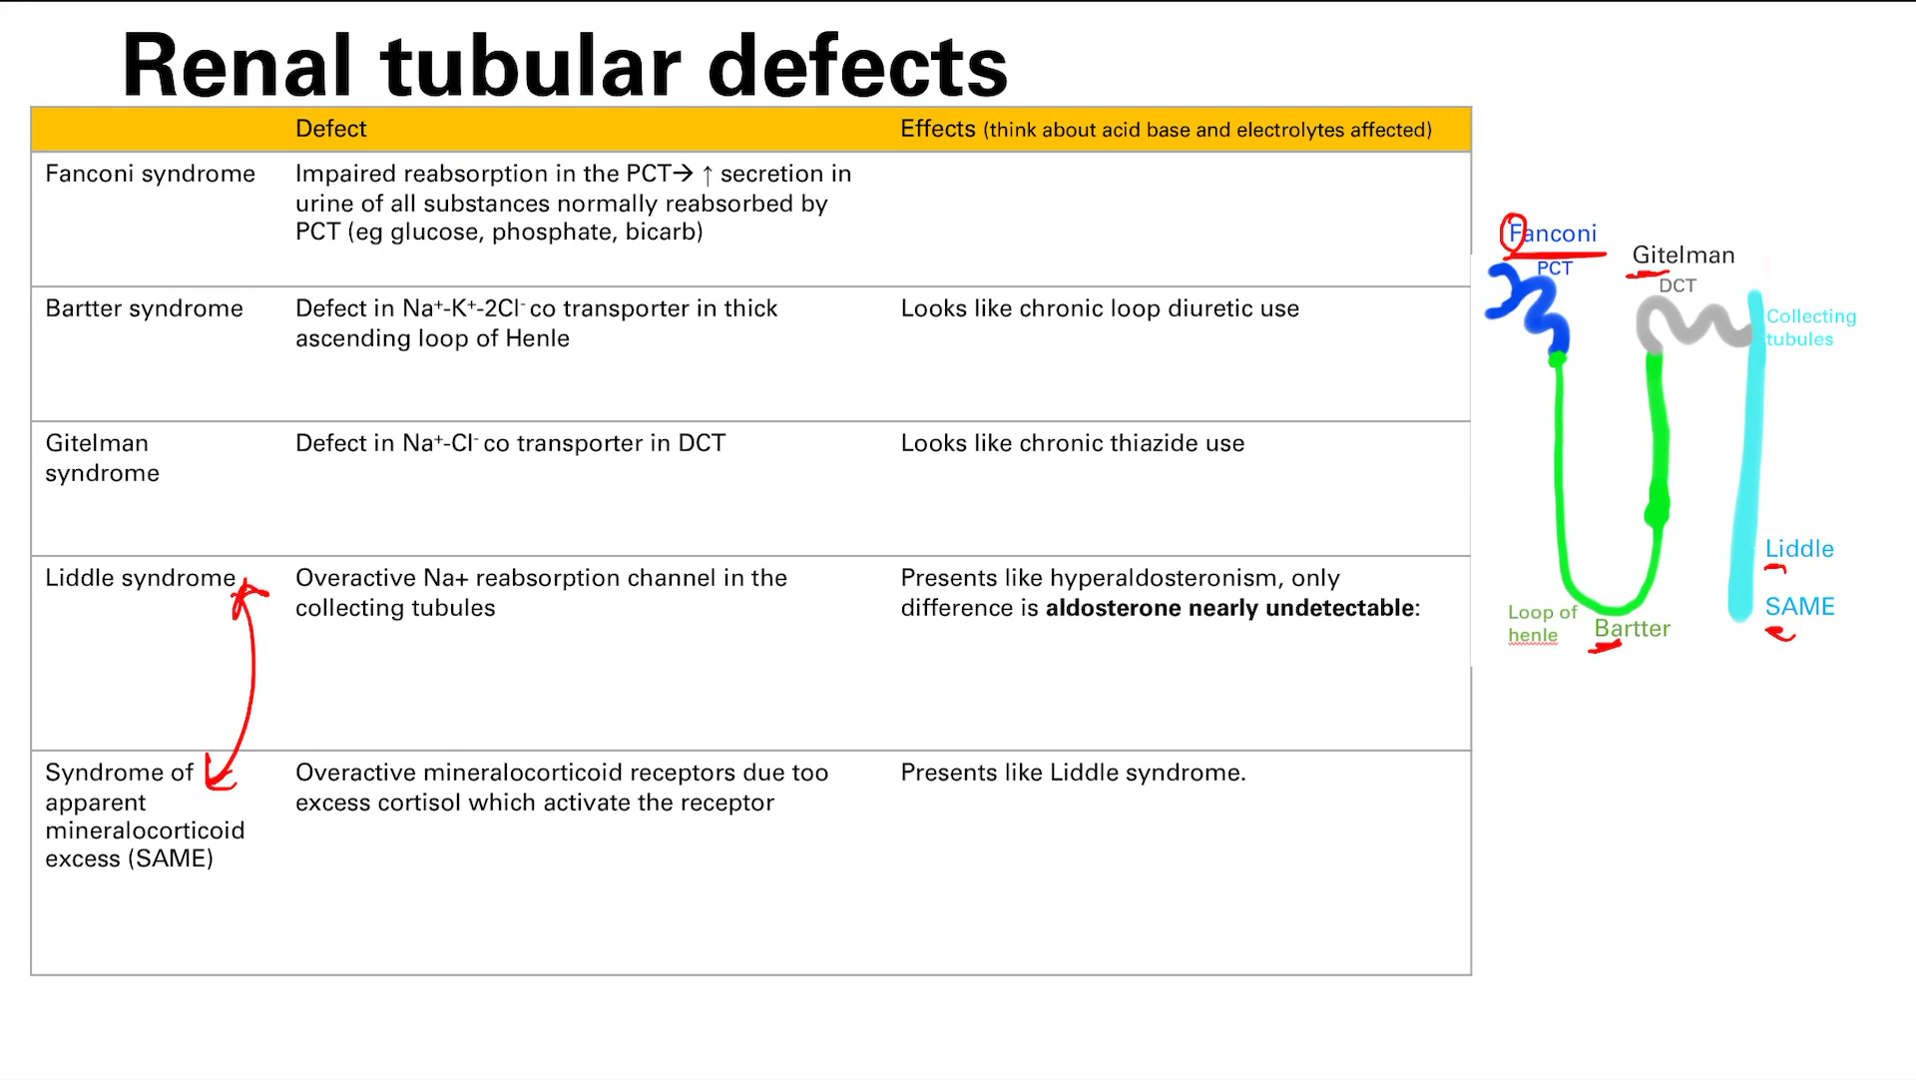 Renal tubular defects
Defect
Effects (think about acid base and electrolytes affected)
Fanconi syndrome
Impaired reabsorption in the PCT→ ↑ secretion in
urine of all substances normally reabsorbed by
PCT (eg glucose, phosphate, bicarb)
Bartter syndrome
Defect in Na⁺-K⁺-2Cl⁻ co transporter in thick
ascending loop of Henle
Looks like chronic loop diuretic use
Gitelman
syndrome
Defect in Na⁺-Cl⁻ co transporter in DCT
Looks like chronic thiazide use
Liddle syndrome
Overactive Na+ reabsorption channel in the
collecting tubules
Presents like hyperaldosteronism, only
difference is aldosterone nearly undetectable:
Syndrome of
apparent
mineralocorticoid
excess (SAME)
Overactive mineralocorticoid receptors due too
excess cortisol which activate the receptor
Presents like Liddle syndrome.
Fanconi
PCT
Gitelman
DCT
Collecting
tubules
Liddle
SAME
Loop of
henle
Bartter